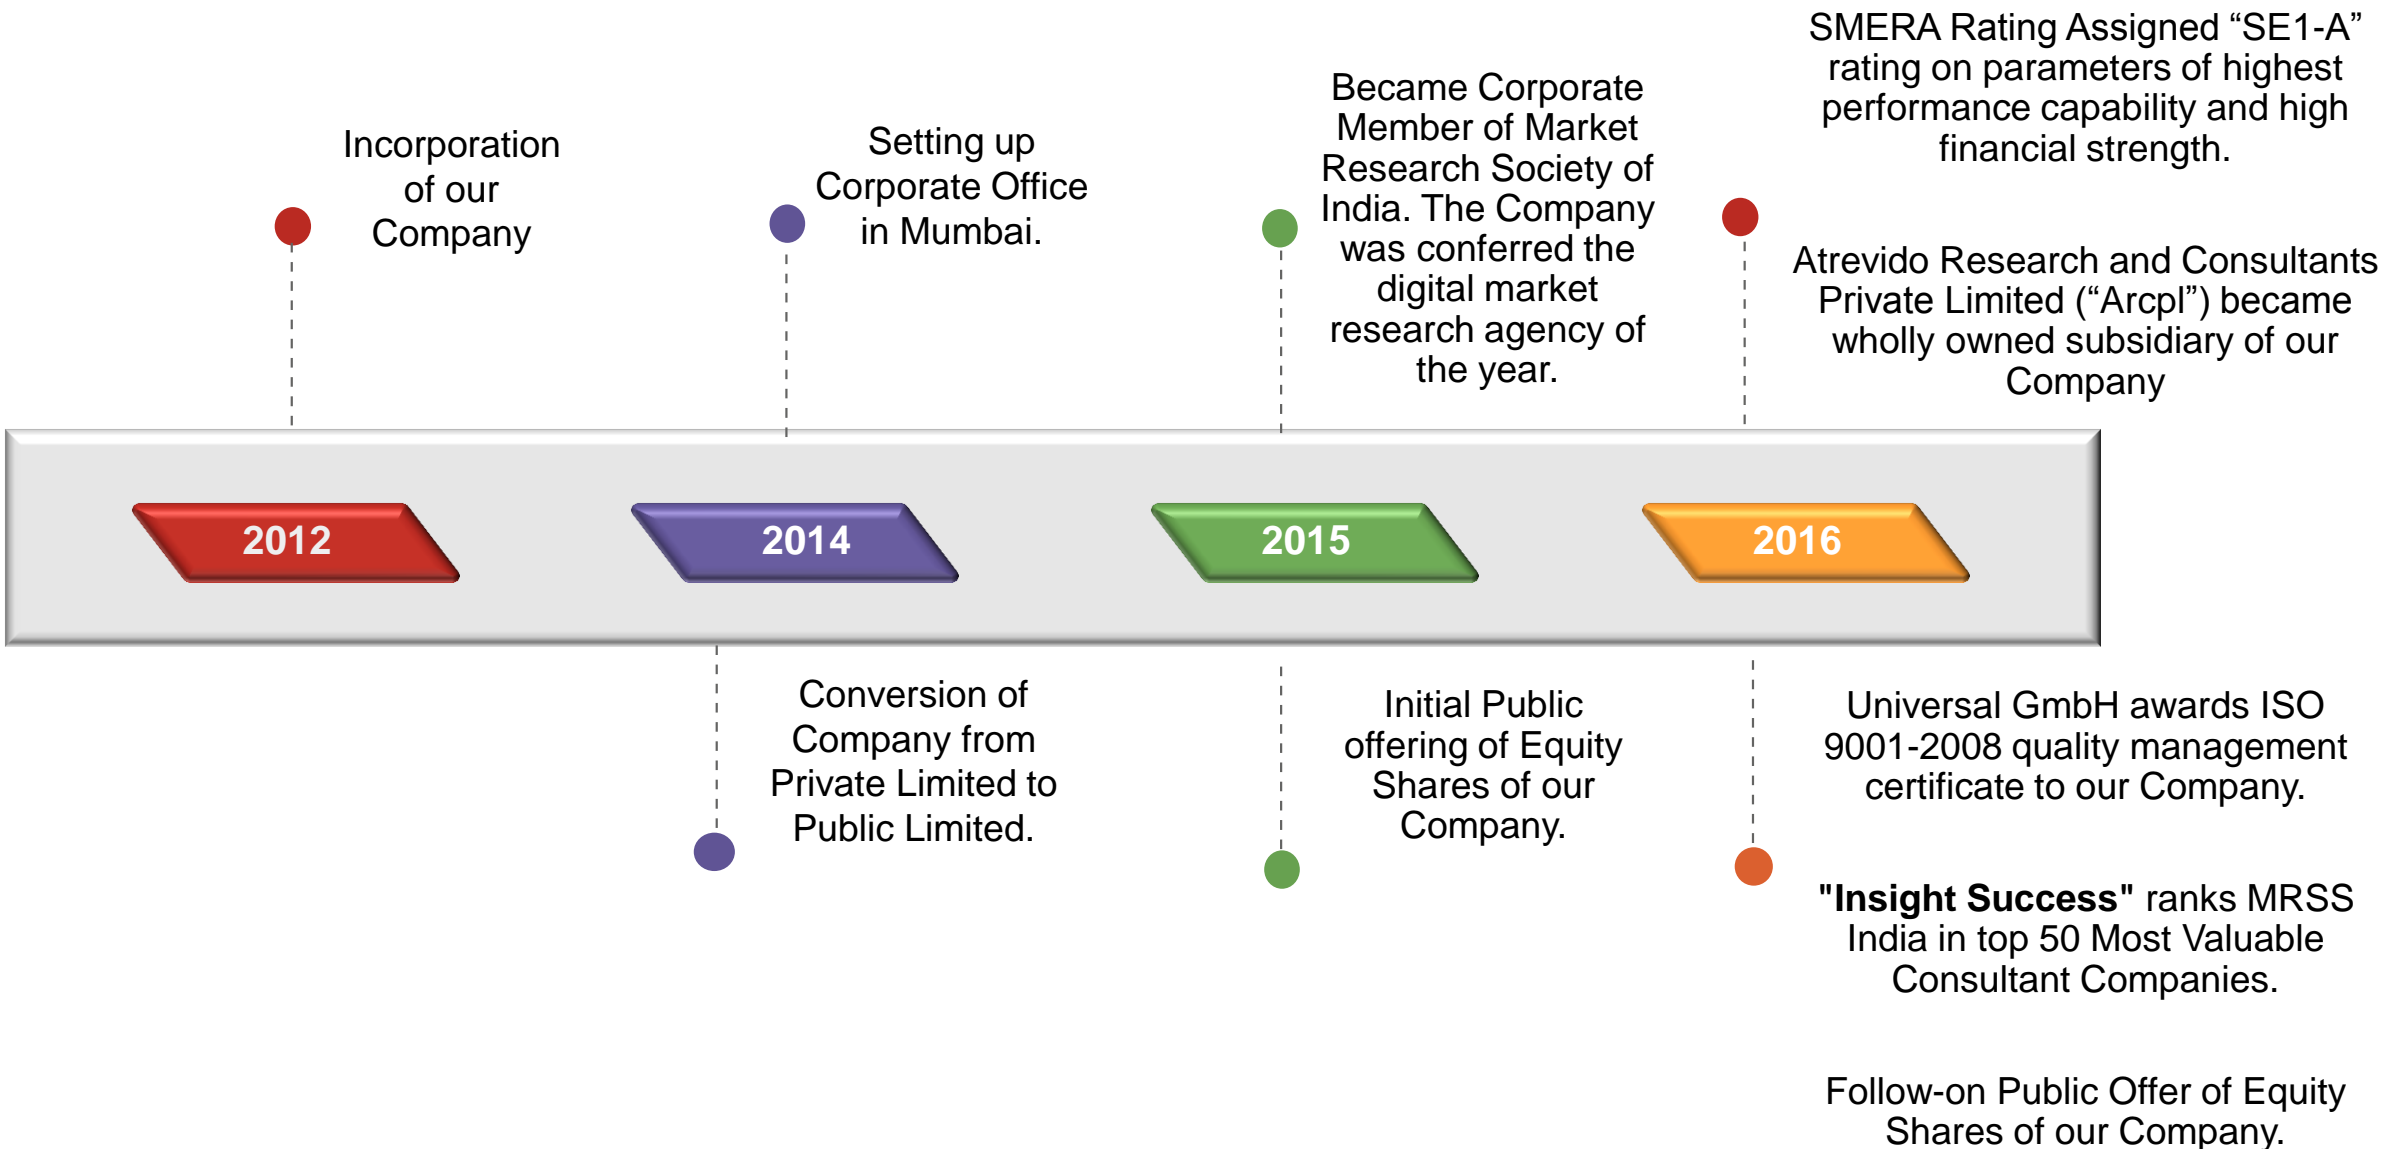 Incorporation
of our
Company
Setting up
Corporate Office
in Mumbai.
Became Corporate
Member of Market
Research Society of
India. The Company
was conferred the
digital market
research agency of
the year.
SMERA Rating Assigned “SE1-A”
rating on parameters of highest
performance capability and high
financial strength.
Atrevido Research and Consultants
Private Limited (“Arcpl”) became
wholly owned subsidiary of our
Company
2012
2014
2015
2016
Conversion of
Company from
Private Limited to
Public Limited.
Initial Public
offering of Equity
Shares of our
Company.
Universal GmbH awards ISO
9001-2008 quality management
certificate to our Company.
"Insight Success" ranks MRSS
India in top 50 Most Valuable
Consultant Companies.
Follow-on Public Offer of Equity
Shares of our Company.